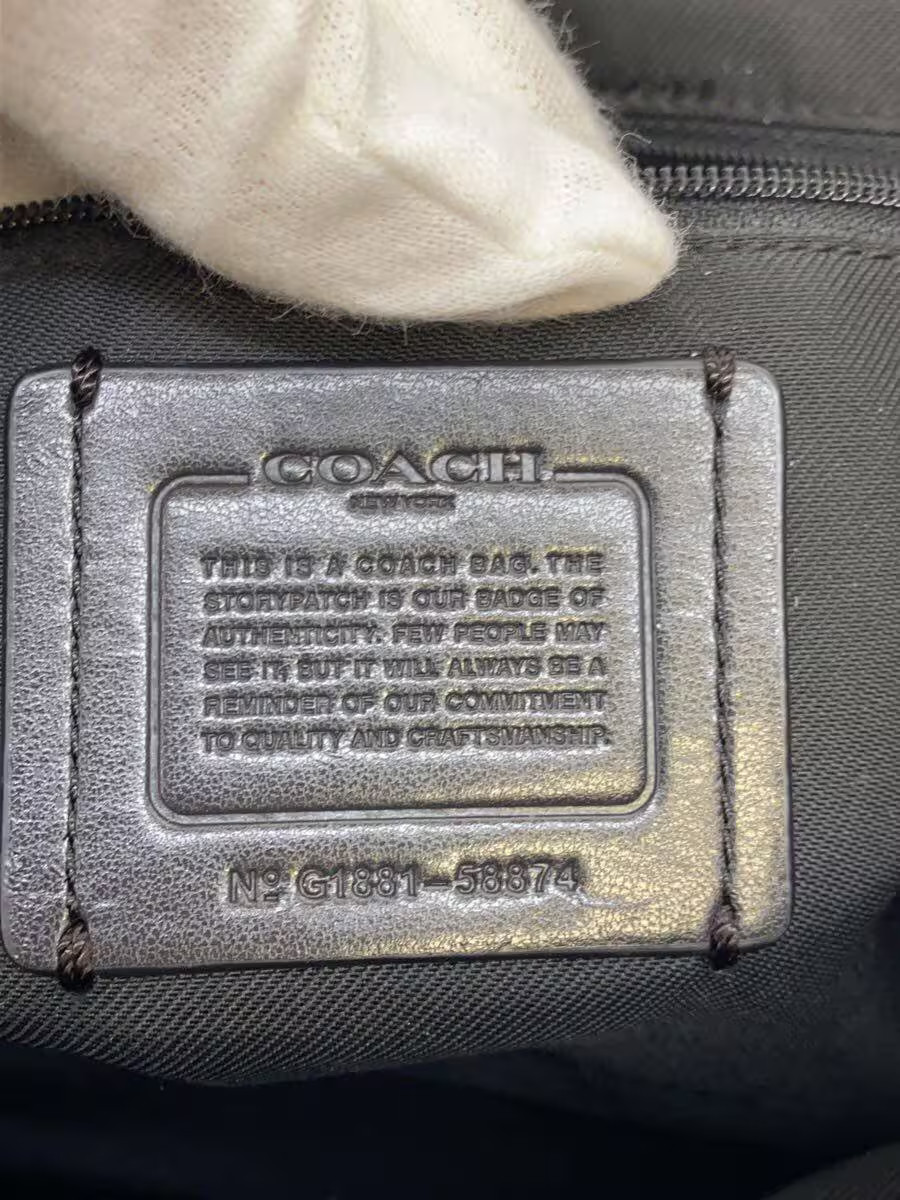 COACH
NEW YORK
THIS IS A COACH BAG. THE
STORYPATCH IS OUR BADGE OF
AUTHENTICITY. FEW PEOPLE MAY
SEE IT, BUT IT WILL ALWAYS BE A
REMINDER OF OUR COMMITMENT
TO QUALITY AND CRAFTSMANSHIP.
Nº G1881-58874